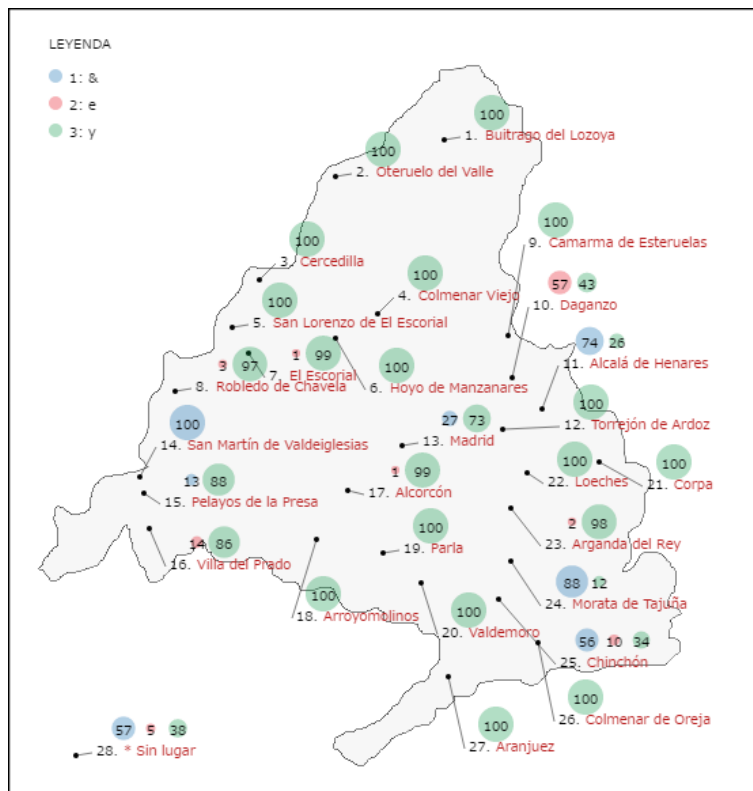 LEYENDA
1: &
2: e
3: y
100
1. Buitrago del Lozoya
100
2. Oteruelo del Valle
100
9. Camarma de Esteruelas
100
3. Cercedilla
100
4. Colmenar Viejo
57 43
10. Daganzo
100
5. San Lorenzo de El Escorial
74 26
11. Alcalá de Henares
1 99
7. El Escorial
3 97
8. Robledo de Chavela
100
6. Hoyo de Manzanares
100
12. Torrejón de Ardoz
100
14. San Martín de Valdeiglesias
27 73
13. Madrid
100
21. Corpa
100
22. Loeches
13 88
15. Pelayos de la Presa
1 99
17. Alcorcón
2 98
23. Arganda del Rey
100
19. Parla
14 86
16. Villa del Prado
88 12
24. Morata de Tajuña
100
18. Arroyomolinos
100
20. Valdemoro
56 10 34
25. Chinchón
100
26. Colmenar de Oreja
100
27. Aranjuez
57 5 38
28. * Sin lugar